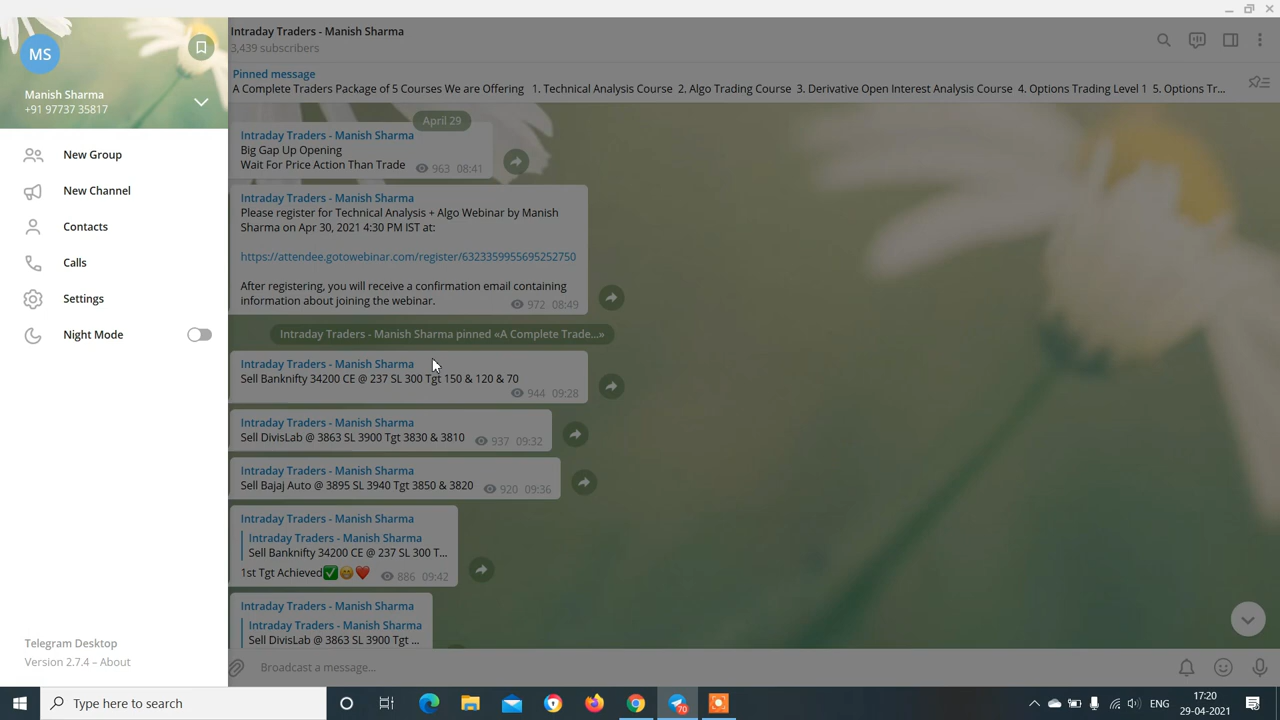 MS
Manish Sharma
+91 97737 35817
New Group
New Channel
Contacts
Calls
Settings
Night Mode
Telegram Desktop
Version 2.7.4 – About
Intraday Traders - Manish Sharma
3,439 subscribers
Pinned message
A Complete Traders Package of 5 Courses We are Offering 1. Technical Analysis Course 2. Algo Trading Course 3. Derivative Open Interest Analysis Course 4. Options Trading Level 1 5. Options Tr...
April 29
Intraday Traders - Manish Sharma
Big Gap Up Opening
Wait For Price Action Than Trade 963 08:41
Intraday Traders - Manish Sharma
Please register for Technical Analysis + Algo Webinar by Manish
Sharma on Apr 30, 2021 4:30 PM IST at:
https://attendee.gotowebinar.com/register/6323359955695252750
After registering, you will receive a confirmation email containing
information about joining the webinar. 972 08:49
Intraday Traders - Manish Sharma pinned «A Complete Trade...»
Intraday Traders - Manish Sharma
Sell Banknifty 34200 CE @ 237 SL 300 Tgt 150 & 120 & 70
944 09:28
Intraday Traders - Manish Sharma
Sell DivisLab @ 3863 SL 3900 Tgt 3830 & 3810 937 09:32
Intraday Traders - Manish Sharma
Sell Bajaj Auto @ 3895 SL 3940 Tgt 3850 & 3820 920 09:36
Intraday Traders - Manish Sharma
Intraday Traders - Manish Sharma
Sell Banknifty 34200 CE @ 237 SL 300 T...
1st Tgt Achieved✅😁❤️ 886 09:42
Intraday Traders - Manish Sharma
Intraday Traders - Manish Sharma
Sell DivisLab @ 3863 SL 3900 Tgt ...
Broadcast a message...
Type here to search
70
ENG
17:20
29-04-2021